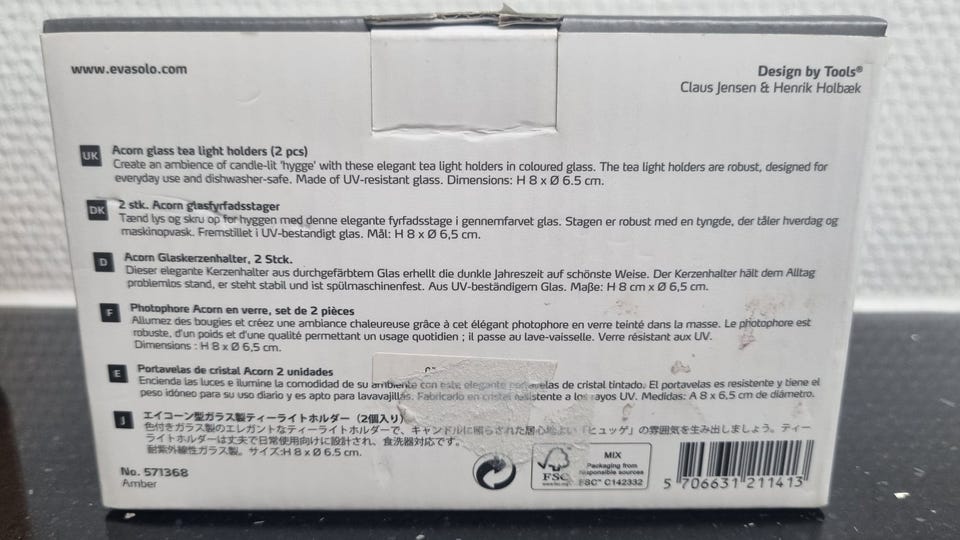 www.evasolo.com
Design by Tools®
Claus Jensen & Henrik Holbæk
UK
Acorn glass tea light holders (2 pcs)
Create an ambience of candle-lit 'hygge' with these elegant tea light holders in coloured glass. The tea light holders are robust, designed for
everyday use and dishwasher-safe. Made of UV-resistant glass. Dimensions: H 8 x Ø 6.5 cm.
DK
2 stk. Acorn glasfyrfadsstager
Tænd lys og skru op for hyggen med denne elegante fyrfadsstage i gennemfarvet glas. Stagen er robust med en tyngde, der tåler hverdag og
maskinopvask. Fremstillet i UV-bestandigt glas. Mål: H 8 x Ø 6,5 cm.
D
Acorn Glaskerzenhalter, 2 Stck.
Dieser elegante Kerzenhalter aus durchgefärbtem Glas erhellt die dunkle Jahreszeit auf schönste Weise. Der Kerzenhalter hält dem Alltag
problemlos stand, er steht stabil und ist spülmaschinenfest. Aus UV-beständigem Glas. Maße: H 8 cm x Ø 6,5 cm.
F
Photophore Acorn en verre, set de 2 pièces
Allumez des bougies et créez une ambiance chaleureuse grâce à cet élégant photophore en verre teinté dans la masse. Le photophore est
robuste, d'un poids et d'une qualité permettant un usage quotidien ; il passe au lave-vaisselle. Verre résistant aux UV.
Dimensions : H 8 x Ø 6,5 cm.
E
Portavelas de cristal Acorn 2 unidades
Encienda las luces e ilumine la comodidad de su ambiente con este elegante portavelas de cristal tintado. El portavelas es resistente y tiene el
peso idóneo para su uso diario y es apto para lavavajillas. Fabricado en cristal resistente a los rayos UV. Medidas: A 8 x 6,5 cm de diámetro.
J
エイコーン型ガラス製ティーライトホルダー（2個入り）
色付きガラス製のエレガントなティーライトホルダーで、キャンドルに照らされた居心地よい「ヒュッゲ」の雰囲気を生み出しましょう。ティー
ライトホルダーは丈夫で日常使用向けに設計され、食洗器対応です。
耐紫外線性ガラス製。サイズ:H 8 x Ø 6.5 cm.
No. 571368
Amber
FSC
www.fsc.org
MIX
Packaging from
responsible sources
FSC™ C142332
5 706631 211413